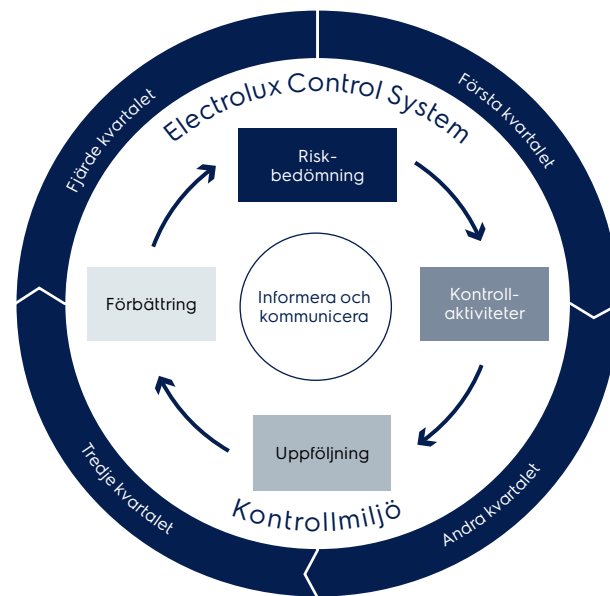 Electrolux Control System
Första kvartalet
Fjärde kvartalet
Risk-
bedömning
Förbättring
Informera och
kommunicera
Kontroll-
aktiviteter
Uppföljning
Kontrollmiljö
Tredje kvartalet
Andra kvartalet